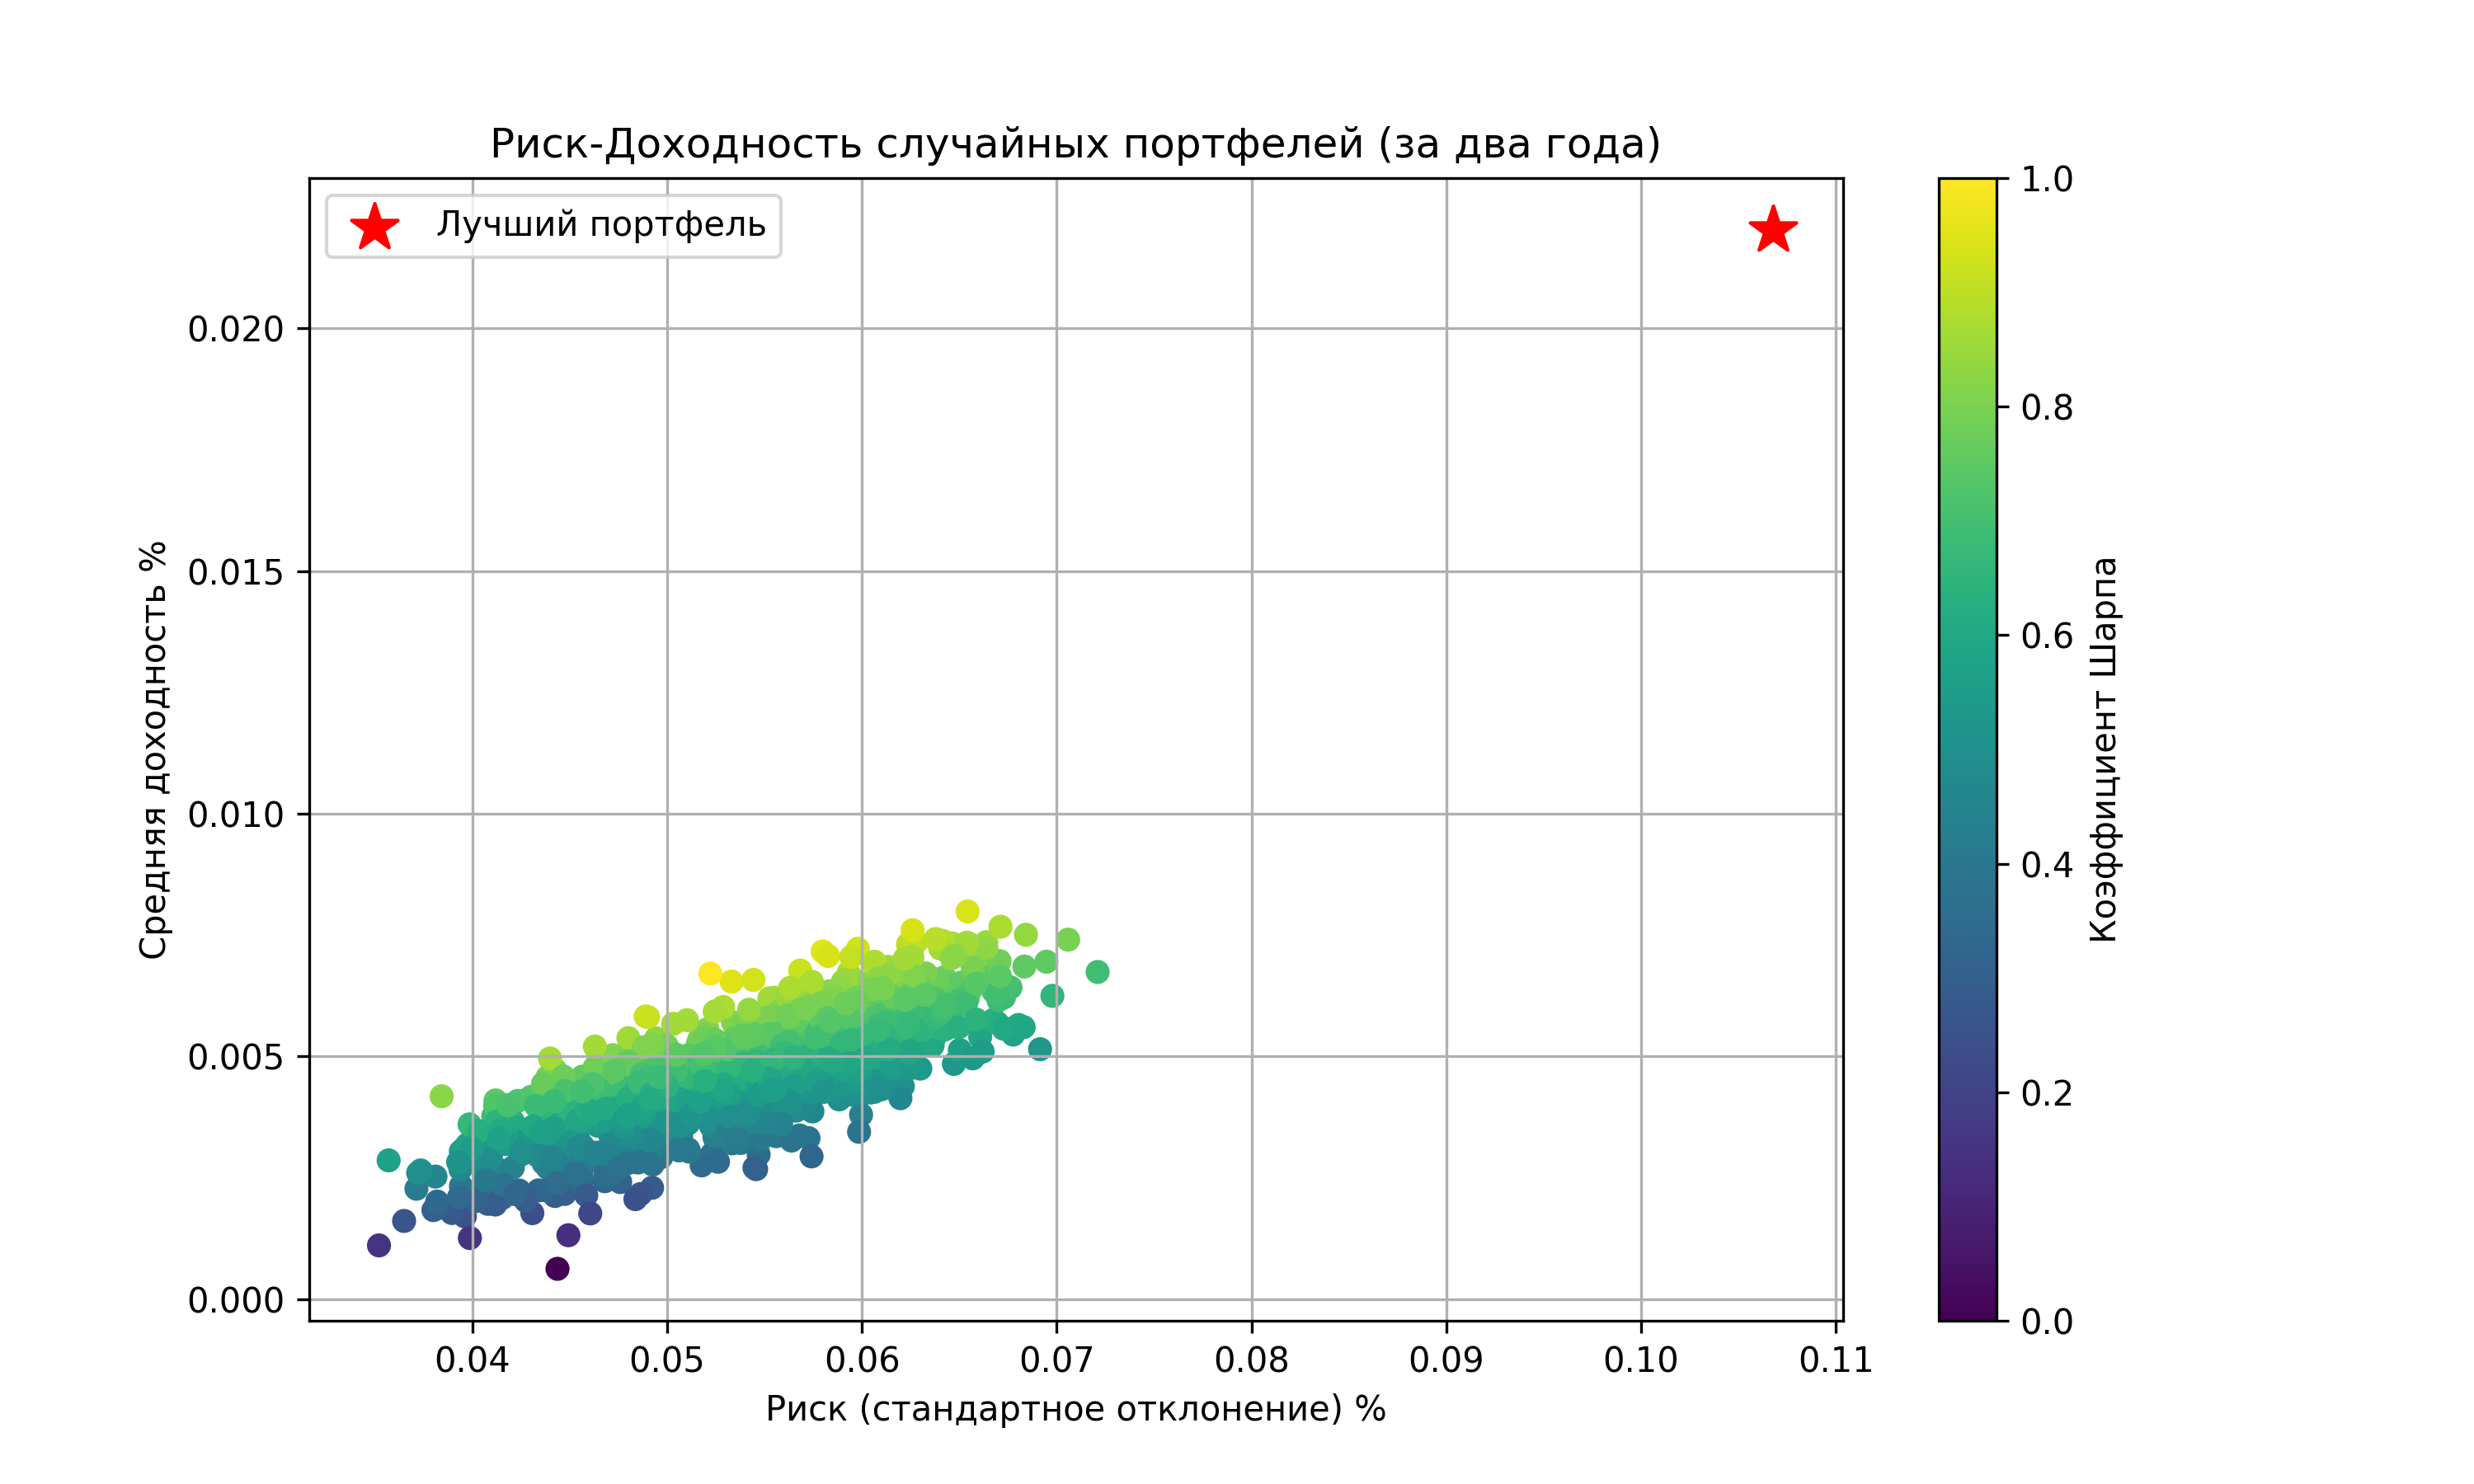 Риск-Доходность случайных портфелей (за два года)
Лучший портфель
Средняя доходность %
0.020
0.015
0.010
0.005
0.000
0.04 0.05 0.06 0.07 0.08 0.09 0.10 0.11
Риск (стандартное отклонение) %
1.0
0.8
0.6
0.4
0.2
0.0
Коэффициент Шарпа